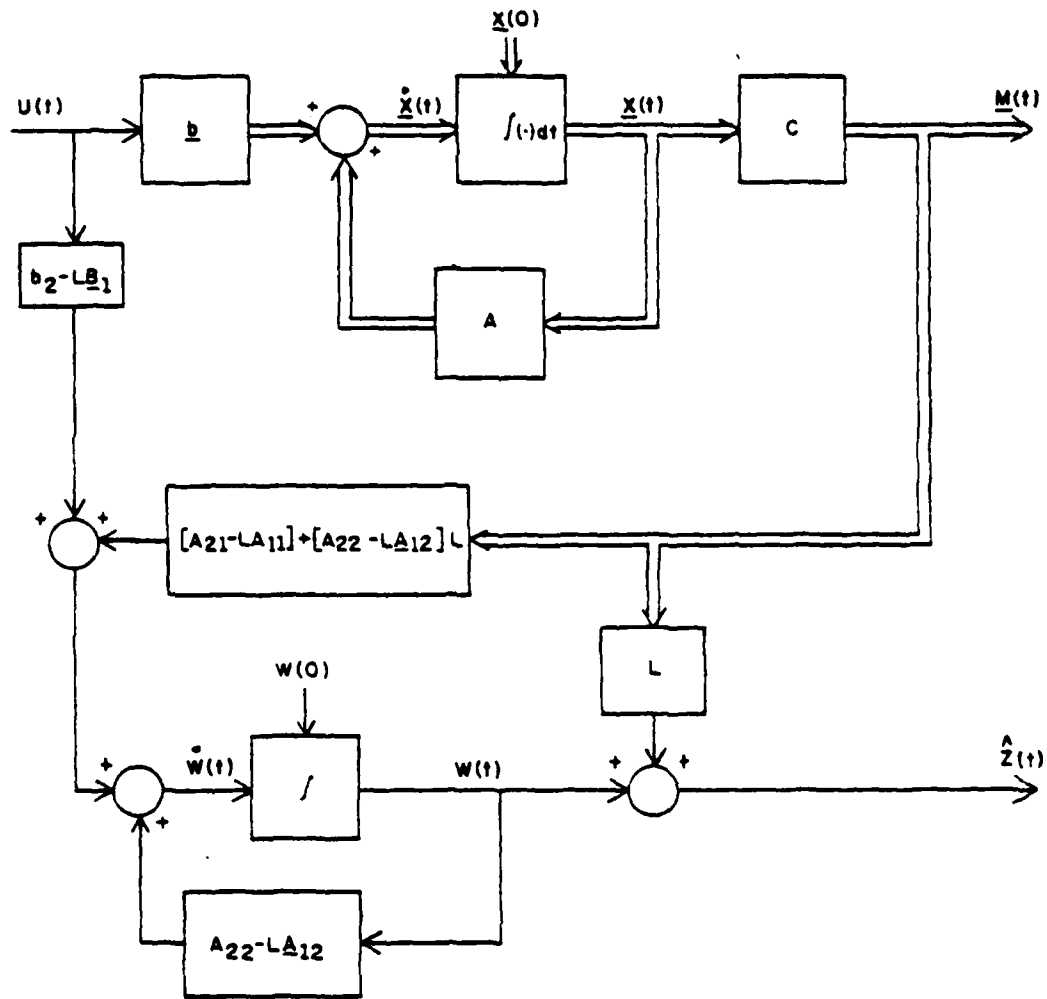 X(0)
U(t)
b
+
+
Ẋ(t)
∫(·)dt
X(t)
C
M(t)
A
b₂-LB₁
+
+
[A₂₁-LA₁₁]+[A₂₂-LA₁₂]L
L
W(0)
+
+
Ẇ(t)
∫
W(t)
+
+
Ẑ(t)
A₂₂-LA₁₂